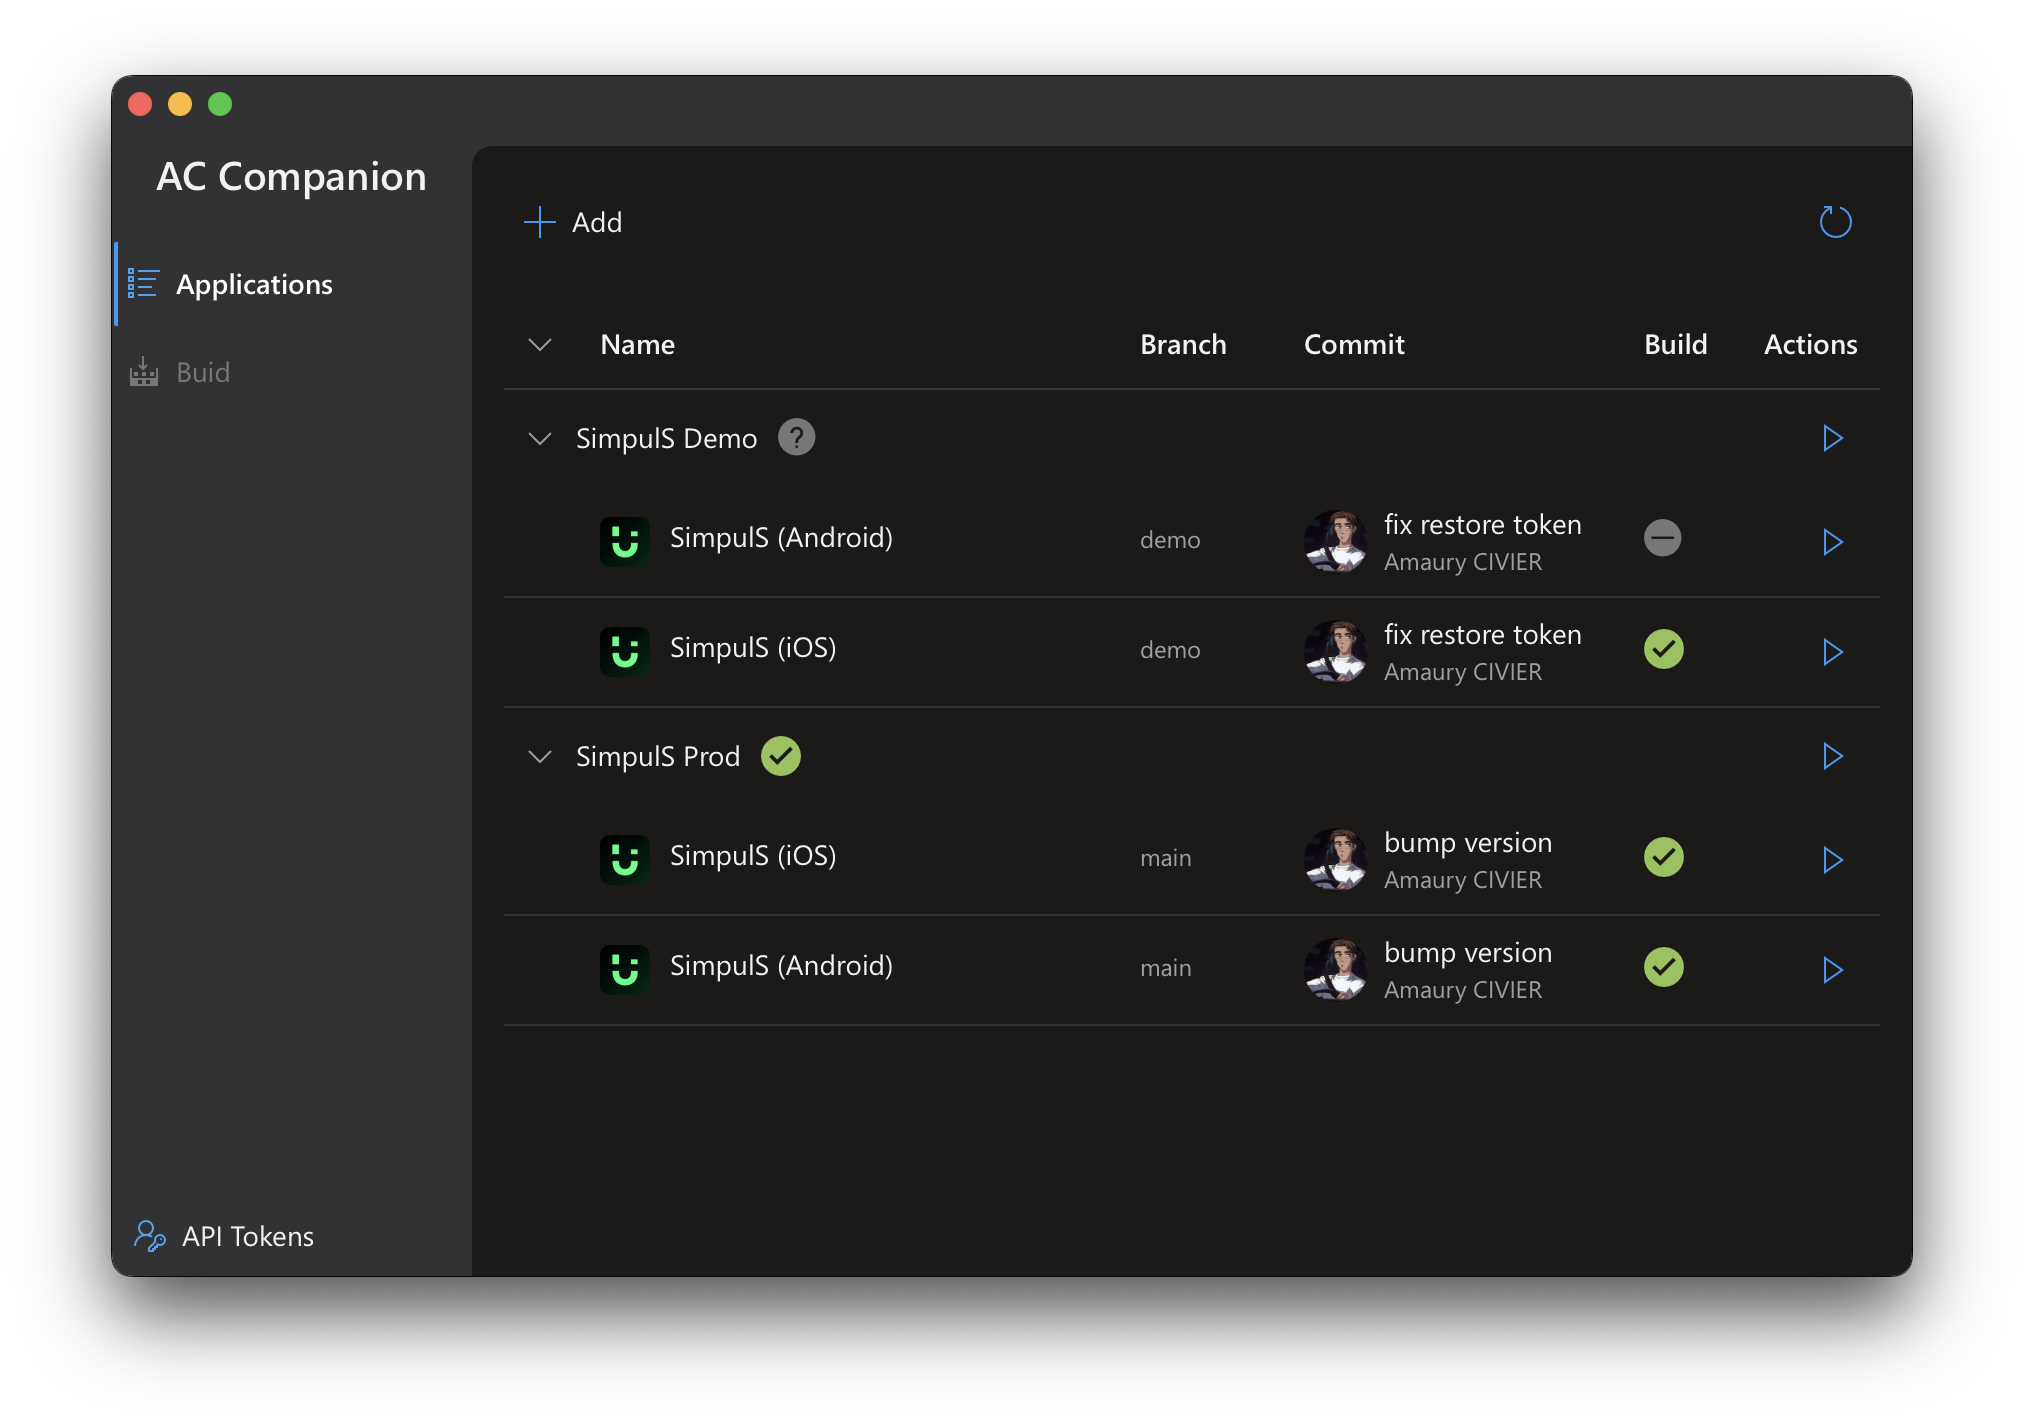 AC Companion
Applications
Buid
API Tokens
Add
Name Branch Commit Build Actions
SimpulS Demo ?
SimpulS (Android) demo fix restore token
Amaury CIVIER
SimpulS (iOS) demo fix restore token
Amaury CIVIER
SimpulS Prod
SimpulS (iOS) main bump version
Amaury CIVIER
SimpulS (Android) main bump version
Amaury CIVIER